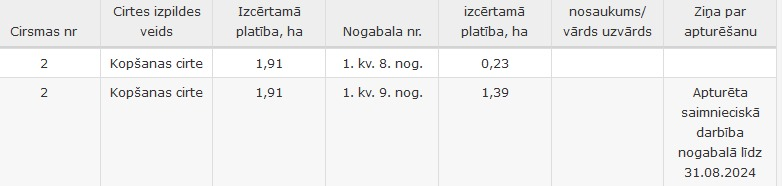 Cirsmas nr	Cirtes izpildes veids	Izcērtamā platība, ha	Nogabala nr.	izcērtamā platība, ha	nosaukums/ vārds uzvārds	Ziņa par apturēšanu
2	Kopšanas cirte	1,91	1. kv. 8. nog.	0,23
2	Kopšanas cirte	1,91	1. kv. 9. nog.	1,39		Apturēta
saimnieciskā
darbība
nogabalā līdz
31.08.2024